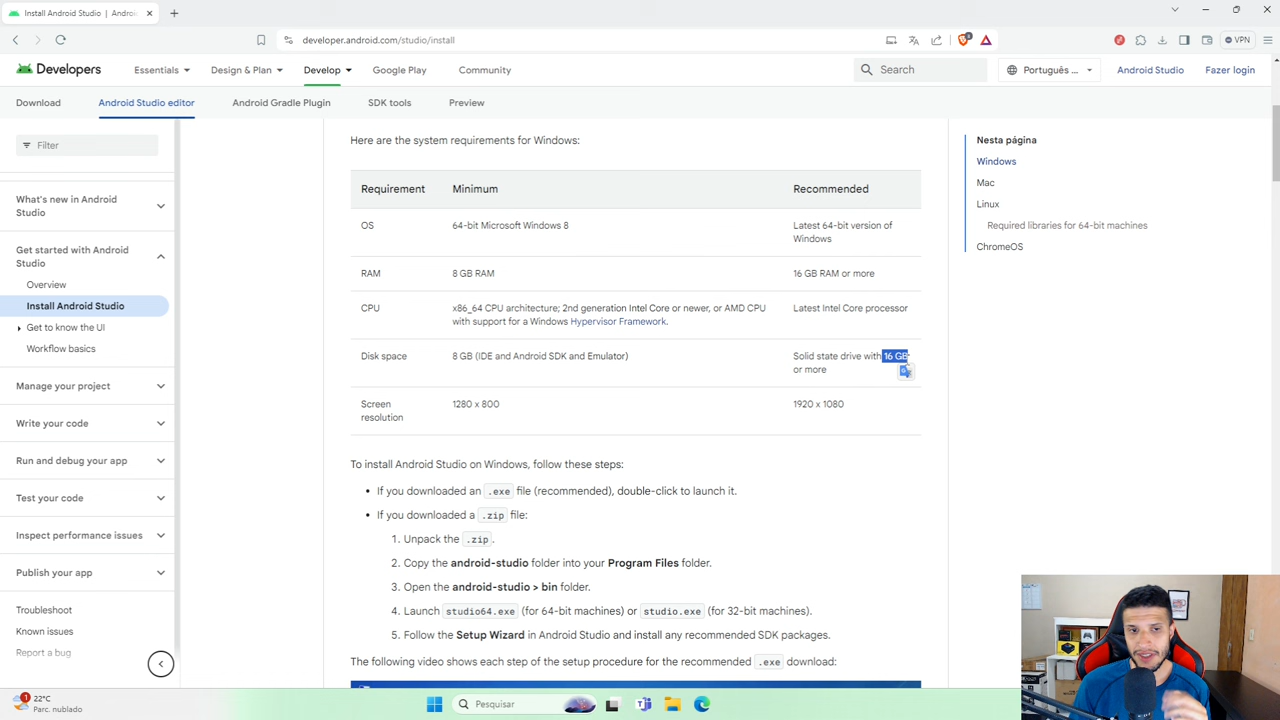 Install Android Studio | Androi
developer.android.com/studio/install
VPN
Developers
Essentials
Design & Plan
Develop
Google Play
Community
Search
Português ...
Android Studio
Fazer login
Download
Android Studio editor
Android Gradle Plugin
SDK tools
Preview
Filter
What's new in Android
Studio
Get started with Android
Studio
Overview
Install Android Studio
Get to know the UI
Workflow basics
Manage your project
Write your code
Run and debug your app
Test your code
Inspect performance issues
Publish your app
Troubleshoot
Known issues
Report a bug
Here are the system requirements for Windows:
Requirement Minimum Recommended
OS 64-bit Microsoft Windows 8 Latest 64-bit version of
Windows
RAM 8 GB RAM 16 GB RAM or more
CPU x86_64 CPU architecture; 2nd generation Intel Core or newer, or AMD CPU Latest Intel Core processor
with support for a Windows Hypervisor Framework.
Disk space 8 GB (IDE and Android SDK and Emulator) Solid state drive with 16 GB
or more
Screen 1280 x 800 1920 x 1080
resolution
To install Android Studio on Windows, follow these steps:
• If you downloaded an .exe file (recommended), double-click to launch it.
• If you downloaded a .zip file:
1. Unpack the .zip.
2. Copy the android-studio folder into your Program Files folder.
3. Open the android-studio > bin folder.
4. Launch studio64.exe (for 64-bit machines) or studio.exe (for 32-bit machines).
5. Follow the Setup Wizard in Android Studio and install any recommended SDK packages.
The following video shows each step of the setup procedure for the recommended .exe download:
Nesta página
Windows
Mac
Linux
Required libraries for 64-bit machines
ChromeOS
1
22°C
Parc. nublado
Pesquisar